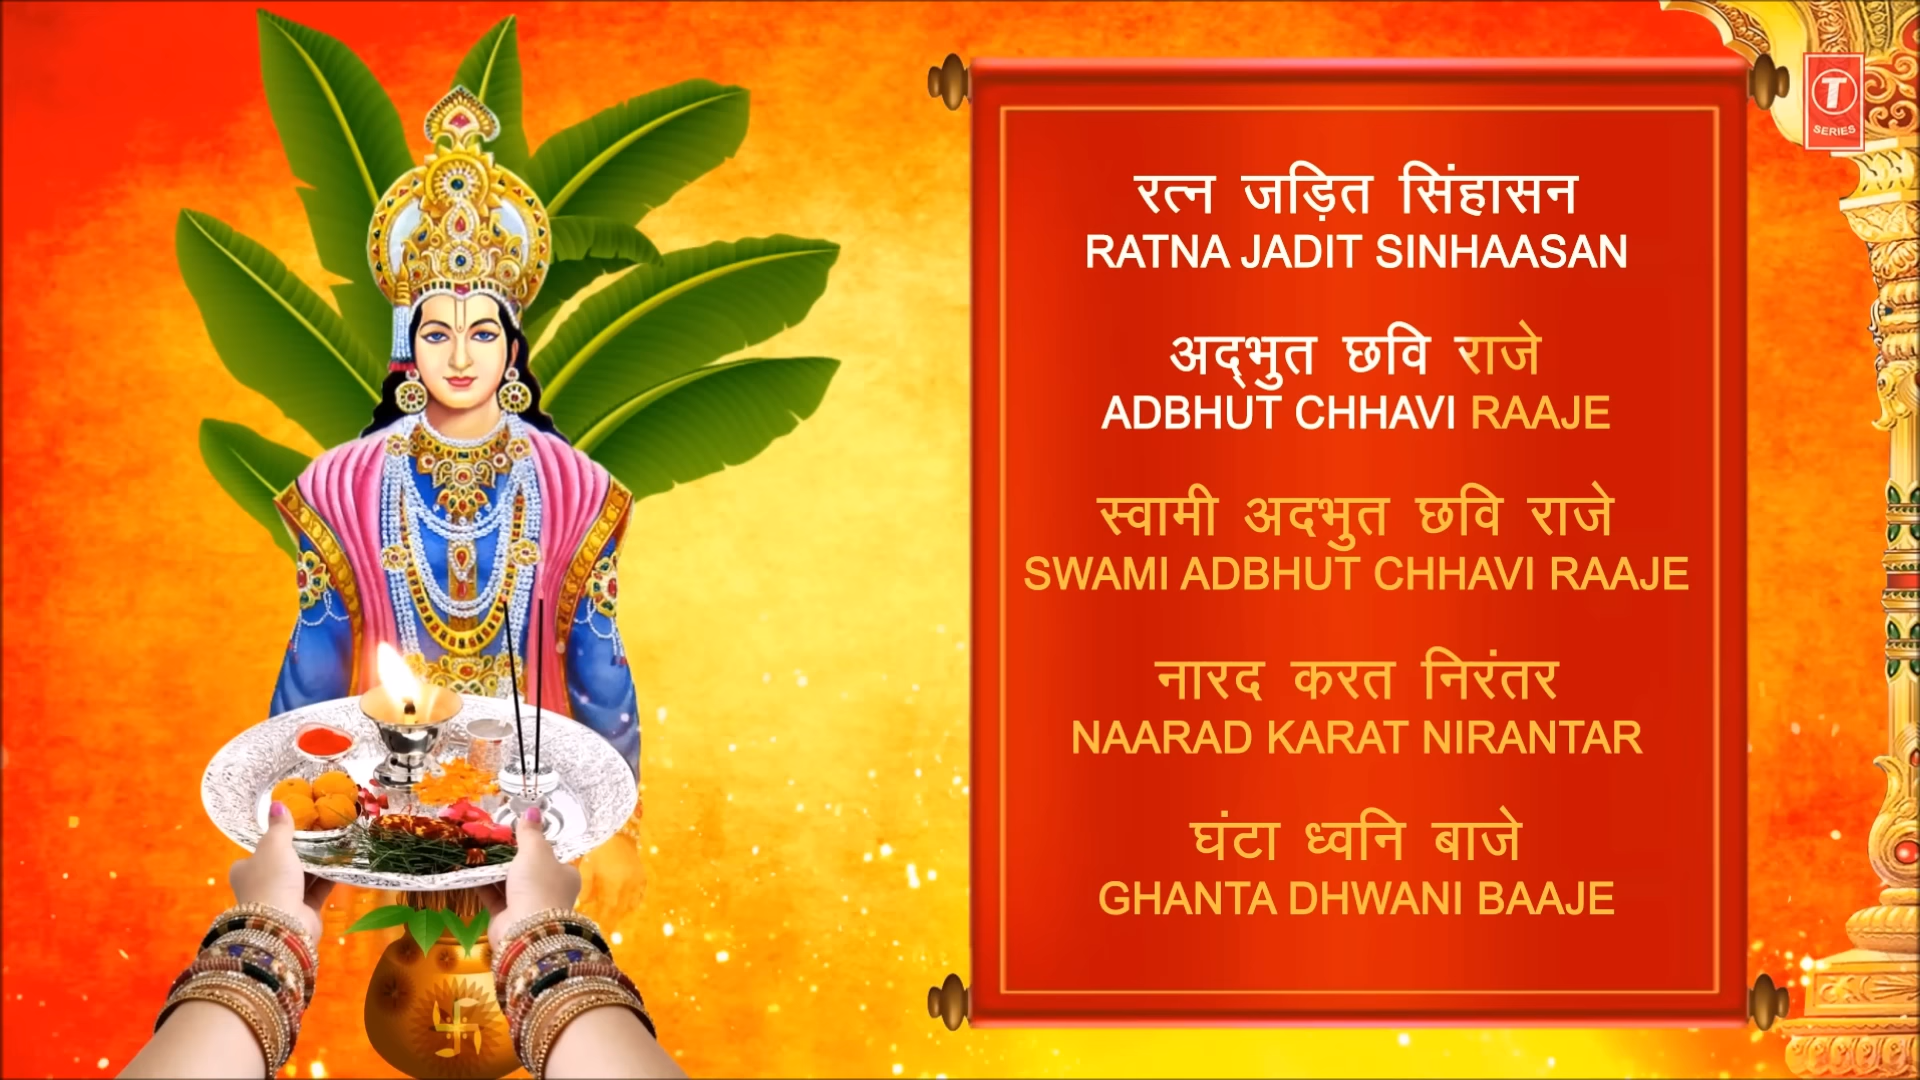 रत्न जड़ित सिंहासन
RATNA JADIT SINHAASAN
अद्‌भुत छवि राजे
ADBHUT CHHAVI RAAJE
स्वामी अदभुत छवि राजे
SWAMI ADBHUT CHHAVI RAAJE
नारद करत निरंतर
NAARAD KARAT NIRANTAR
घंटा ध्वनि बाजे
GHANTA DHWANI BAAJE
T
SERIES